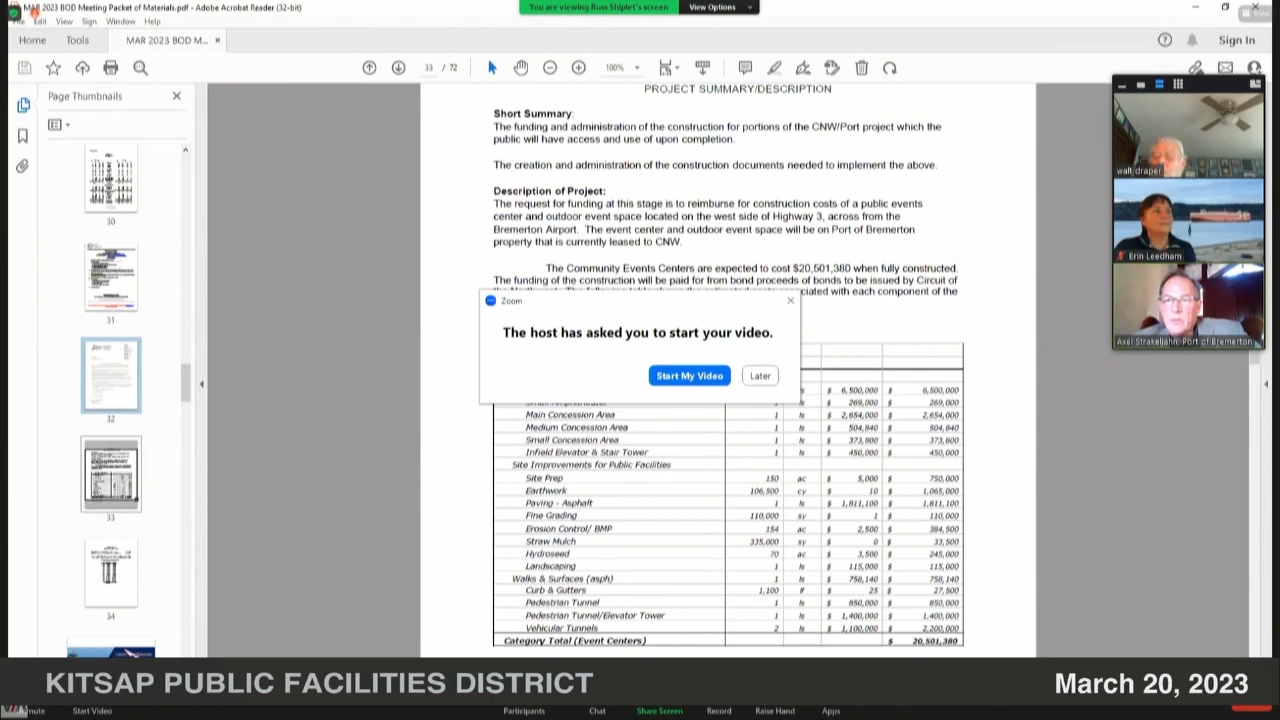 MAR 2023 BOD Meeting Packet of Materials.pdf - Adobe Acrobat Reader (32-bit)
You are viewing Russ Shiplet's screen
View Options
View
Edit View Sign Window Help
Home Tools MAR 2023 BOD M...
Sign In
33 / 72
100%
Page Thumbnails
30
31
32
33
34
PROJECT SUMMARY/DESCRIPTION
Short Summary:
The funding and administration of the construction for portions of the CNW/Port project which the
public will have access and use of upon completion.
The creation and administration of the construction documents needed to implement the above.
Description of Project:
The request for funding at this stage is to reimburse for construction costs of a public events
center and outdoor event space located on the west side of Highway 3, across from the
Bremerton Airport. The event center and outdoor event space will be on Port of Bremerton
property that is currently leased to CNW.
The Community Events Centers are expected to cost $20,501,380 when fully constructed.
The funding of the construction will be paid for from bond proceeds of bonds to be issued by Circuit of
ciated with each component of the
Zoom
The host has asked you to start your video.
Start My Video
Later
ls $ 6,500,000 $ 6,500,000
1 ls $ 269,000 $ 269,000
Main Concession Area 1 ls $ 2,654,000 $ 2,654,000
Medium Concession Area 1 ls $ 504,840 $ 504,840
Small Concession Area 1 ls $ 373,800 $ 373,800
Infield Elevator & Stair Tower 1 ls $ 450,000 $ 450,000
Site Improvements for Public Facilities
Site Prep 150 ac $ 5,000 $ 750,000
Earthwork 106,500 cy $ 10 $ 1,065,000
Paving - Asphalt 1 ls $ 1,811,100 $ 1,811,100
Fine Grading 110,000 sy $ 1 $ 110,000
Erosion Control/ BMP 154 ac $ 2,500 $ 384,500
Straw Mulch 335,000 sy $ 0 $ 33,500
Hydroseed 70 ac $ 3,500 $ 245,000
Landscaping 1 ls $ 115,000 $ 115,000
Walks & Surfaces (asph) 1 ls $ 758,140 $ 758,140
Curb & Gutters 1,100 lf $ 25 $ 27,500
Pedestrian Tunnel 1 ls $ 850,000 $ 850,000
Pedestrian Tunnel/Elevator Tower 1 ls $ 1,400,000 $ 1,400,000
Vehicular Tunnels 2 ls $ 1,100,000 $ 2,200,000
Category Total (Event Centers) $ 20,501,380
walt draper
Erin Leedham
Axel Strakeljahn, Port of Bremerton
KITSAP PUBLIC FACILITIES DISTRICT
March 20, 2023
Start Video Participants Chat Share Screen Record Raise Hand Apps